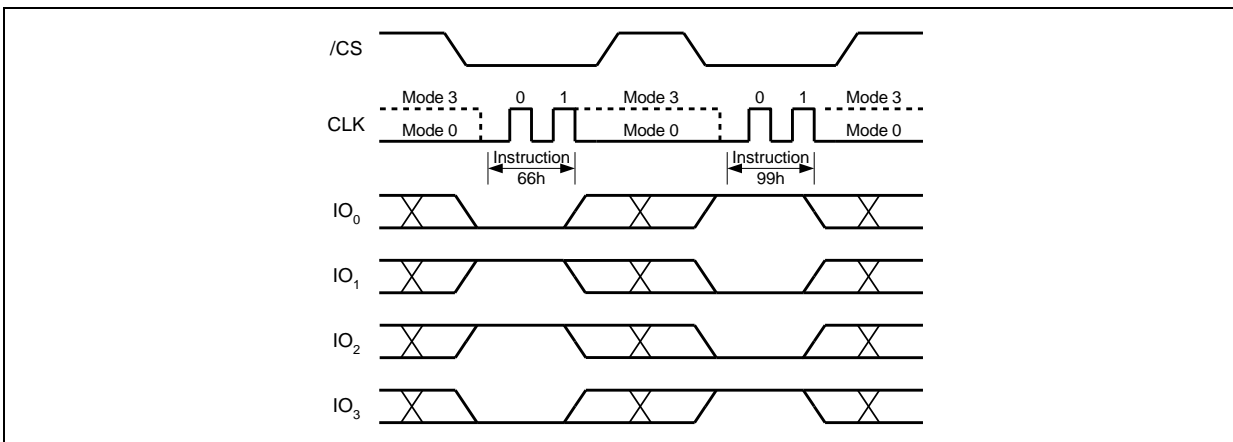 /CS
Mode 3 0 1 Mode 3 0 1 Mode 3
CLK
Mode 0 Mode 0 Mode 0
Instruction Instruction
66h 99h
IO₀
IO₁
IO₂
IO₃